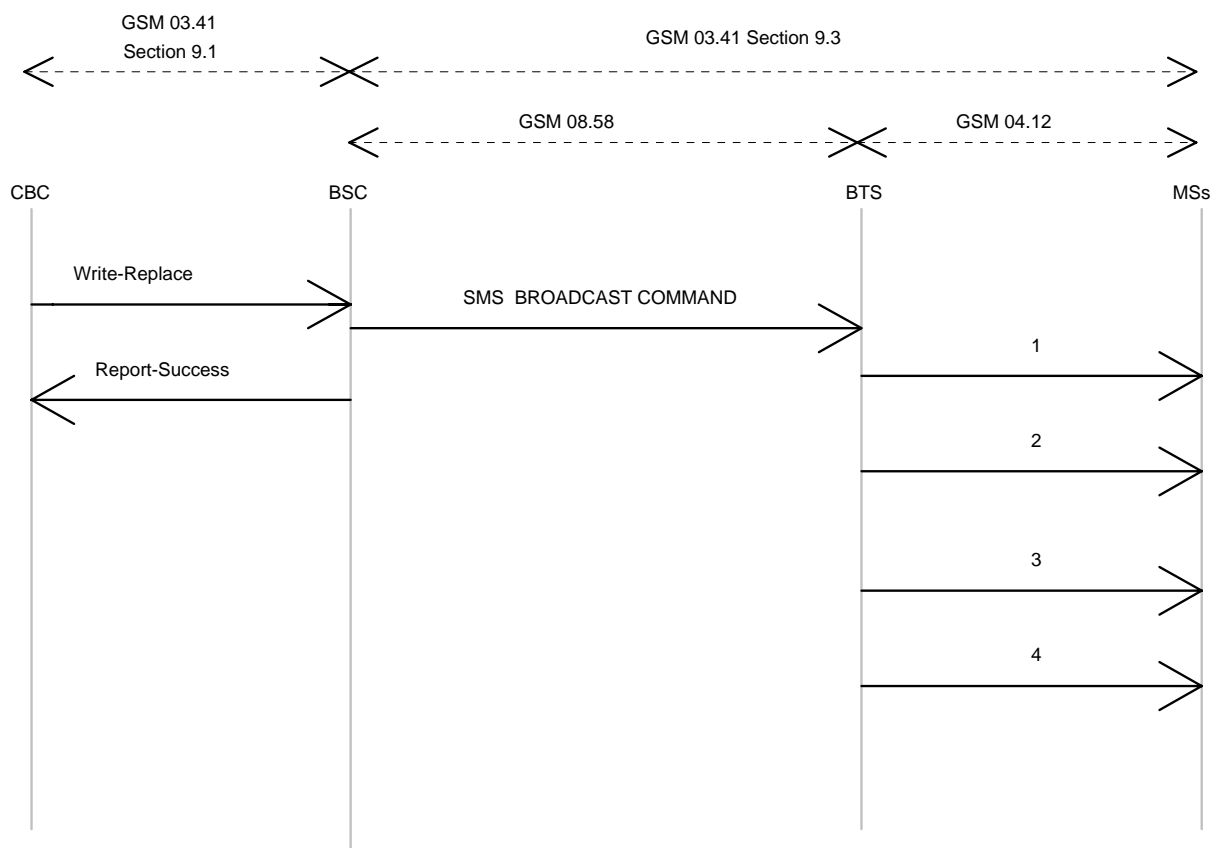 GSM 03.41
Section 9.1
GSM 03.41 Section 9.3
GSM 08.58
GSM 04.12
CBC
BSC
BTS
MSs
Write-Replace
SMS BROADCAST COMMAND
1
Report-Success
2
3
4